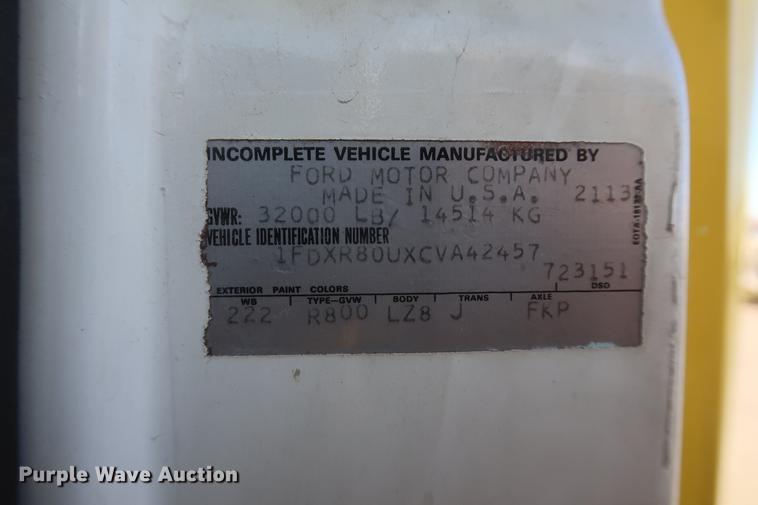 INCOMPLETE VEHICLE MANUFACTURED BY
FORD MOTOR COMPANY
MADE IN U.S.A. 2113
GVWR: 32000 LB/ 14514 KG
VEHICLE IDENTIFICATION NUMBER
1FDXR80UXCVA42457
723151
EXTERIOR PAINT COLORS DSO
WB TYPE-GVW BODY TRANS AXLE
222 R800 LZ8 J FKP
Purple Wave Auction